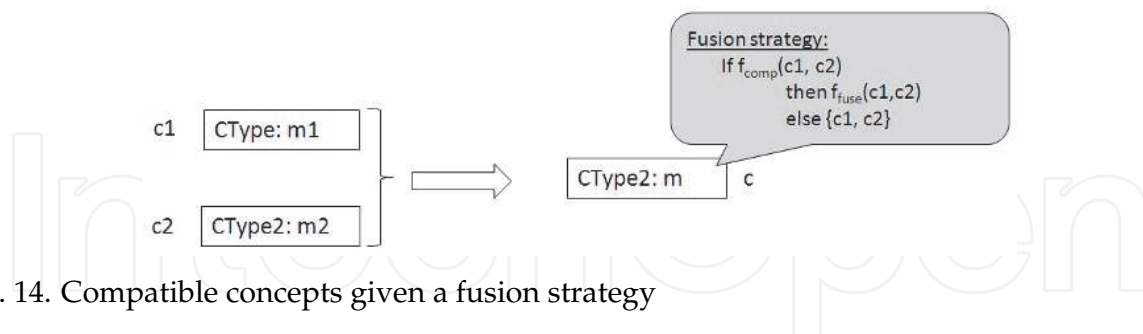 Fusion strategy:
If fcomp(c1, c2)
then ffuse(c1,c2)
else {c1, c2}
c1 CType: m1
CType2: m c
c2 CType2: m2
. 14. Compatible concepts given a fusion strategy